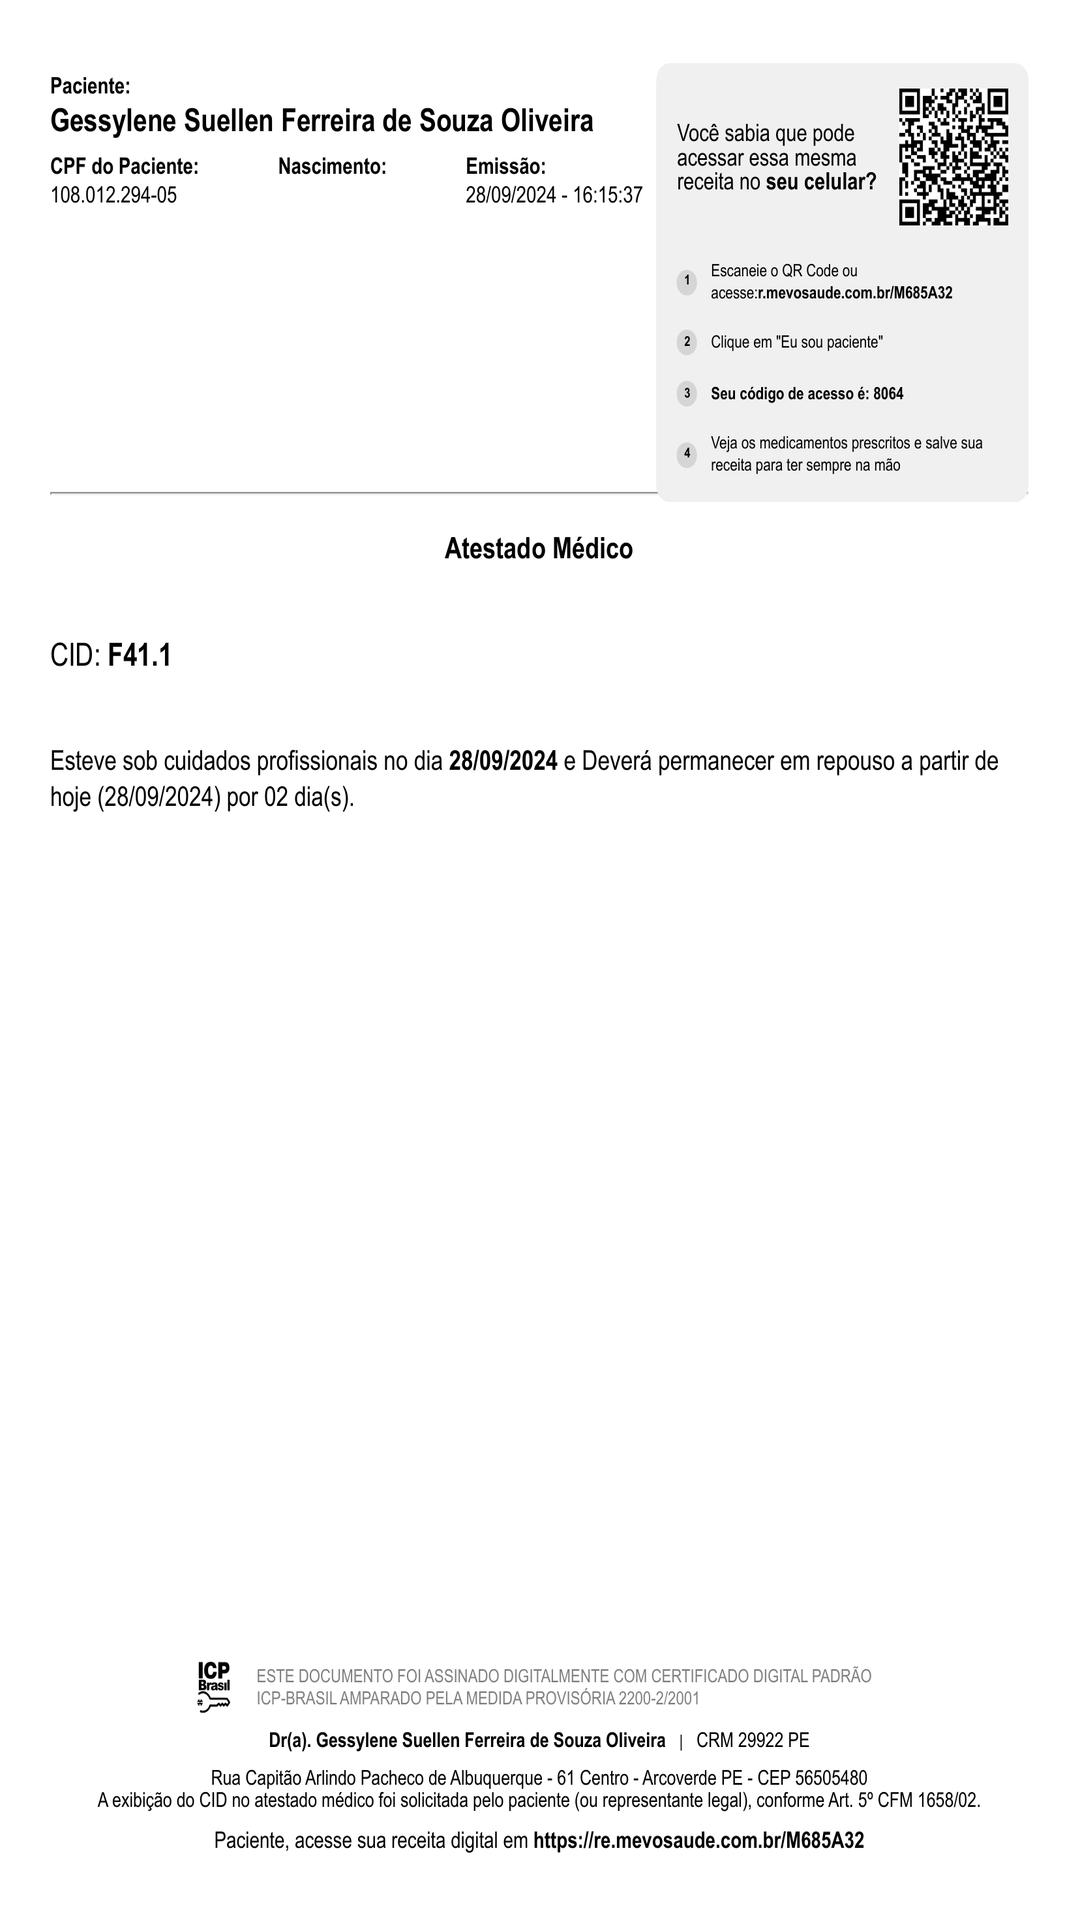 Paciente:
Gessylene Suellen Ferreira de Souza Oliveira
CPF do Paciente: Nascimento: Emissão:
108.012.294-05 28/09/2024 - 16:15:37
Você sabia que pode
acessar essa mesma
receita no seu celular?
1 Escaneie o QR Code ou
acesse:r.mevosaude.com.br/M685A32
2 Clique em "Eu sou paciente"
3 Seu código de acesso é: 8064
4 Veja os medicamentos prescritos e salve sua
receita para ter sempre na mão
Atestado Médico
CID: F41.1
Esteve sob cuidados profissionais no dia 28/09/2024 e Deverá permanecer em repouso a partir de
hoje (28/09/2024) por 02 dia(s).
ICP
Brasil
ESTE DOCUMENTO FOI ASSINADO DIGITALMENTE COM CERTIFICADO DIGITAL PADRÃO
ICP-BRASIL AMPARADO PELA MEDIDA PROVISÓRIA 2200-2/2001
Dr(a). Gessylene Suellen Ferreira de Souza Oliveira | CRM 29922 PE
Rua Capitão Arlindo Pacheco de Albuquerque - 61 Centro - Arcoverde PE - CEP 56505480
A exibição do CID no atestado médico foi solicitada pelo paciente (ou representante legal), conforme Art. 5º CFM 1658/02.
Paciente, acesse sua receita digital em https://re.mevosaude.com.br/M685A32